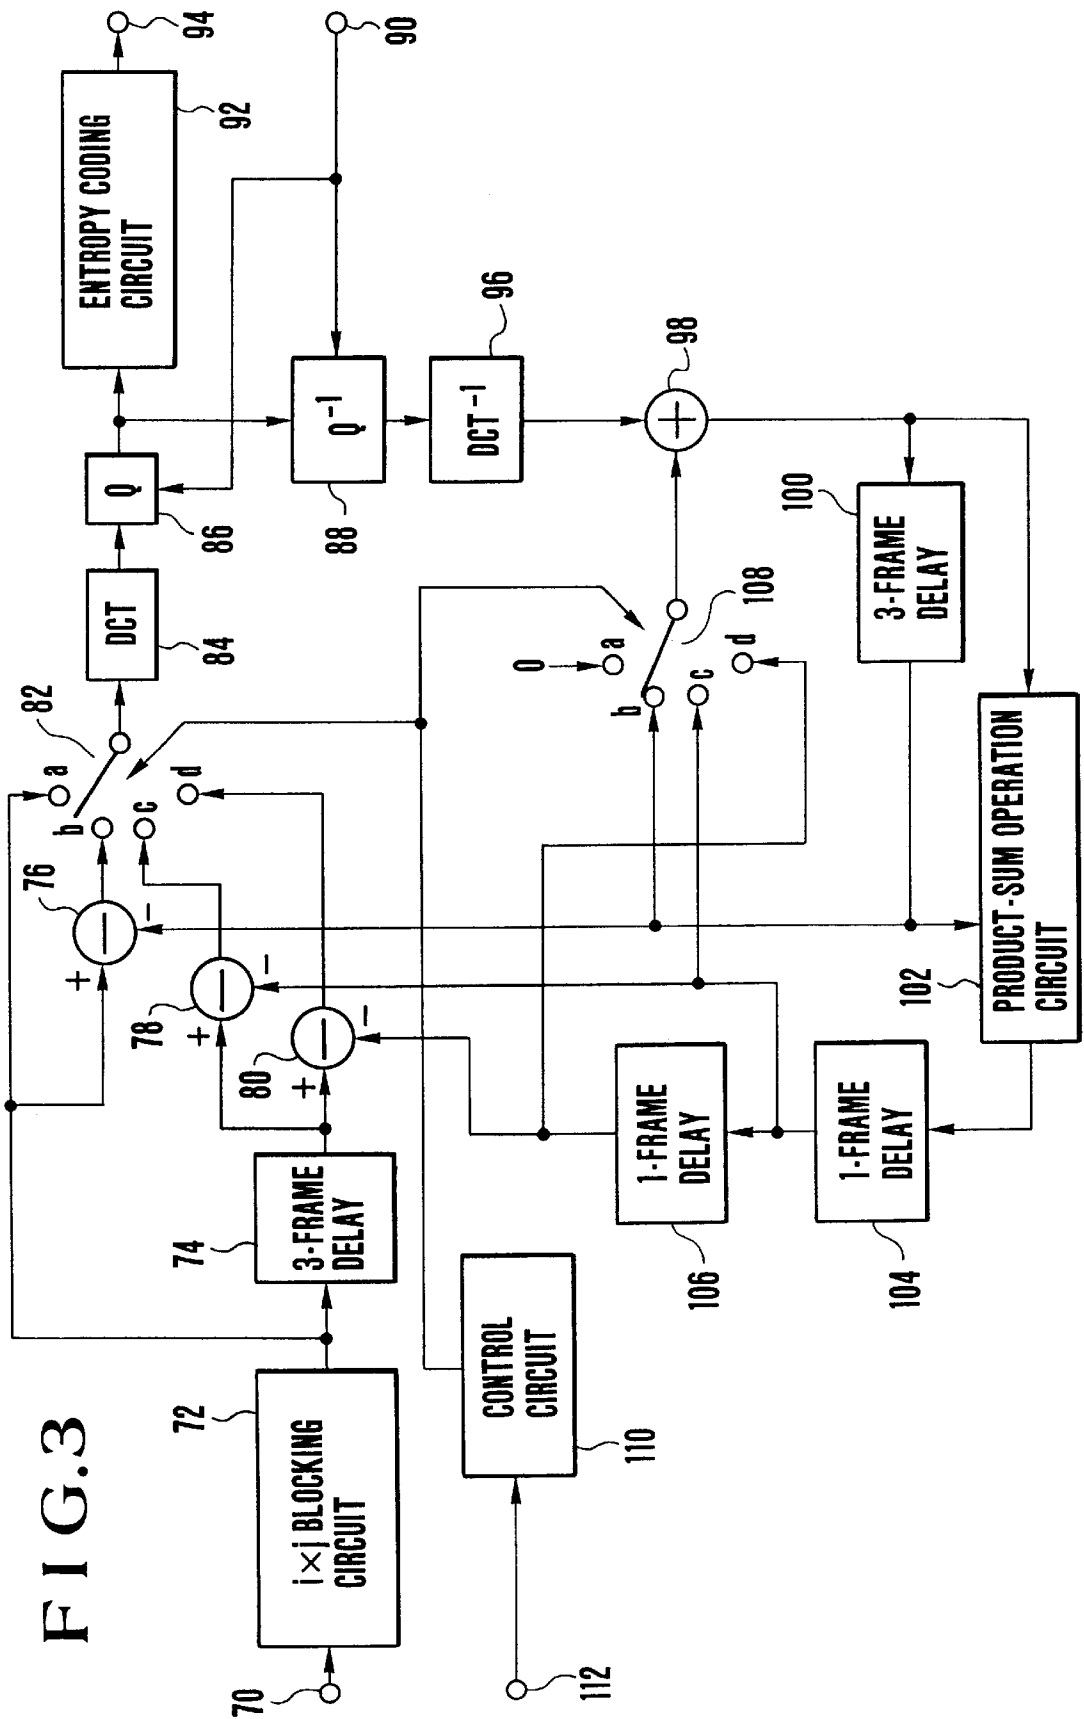 FIG.3
70
i×j BLOCKING
CIRCUIT
72
3-FRAME
DELAY
74
76
+
−
−
78
+
−
−
80
+
−
−
82
a
b
c
d
DCT
84
Q
86
ENTROPY CODING
CIRCUIT
92
94
90
Q⁻¹
88
DCT⁻¹
96
+
98
0
a
b
c
d
108
3-FRAME
DELAY
100
PRODUCT-SUM OPERATION
CIRCUIT
102
1-FRAME
DELAY
104
1-FRAME
DELAY
106
CONTROL
CIRCUIT
110
112